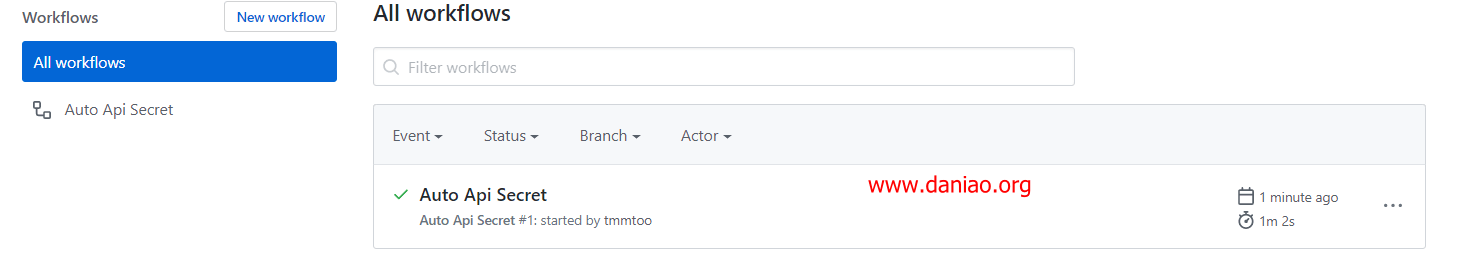 Workflows
New workflow
All workflows
Auto Api Secret
All workflows
Filter workflows
Event Status Branch Actor
www.daniao.org
Auto Api Secret
1 minute ago
Auto Api Secret #1: started by tmmtoo
1m 2s